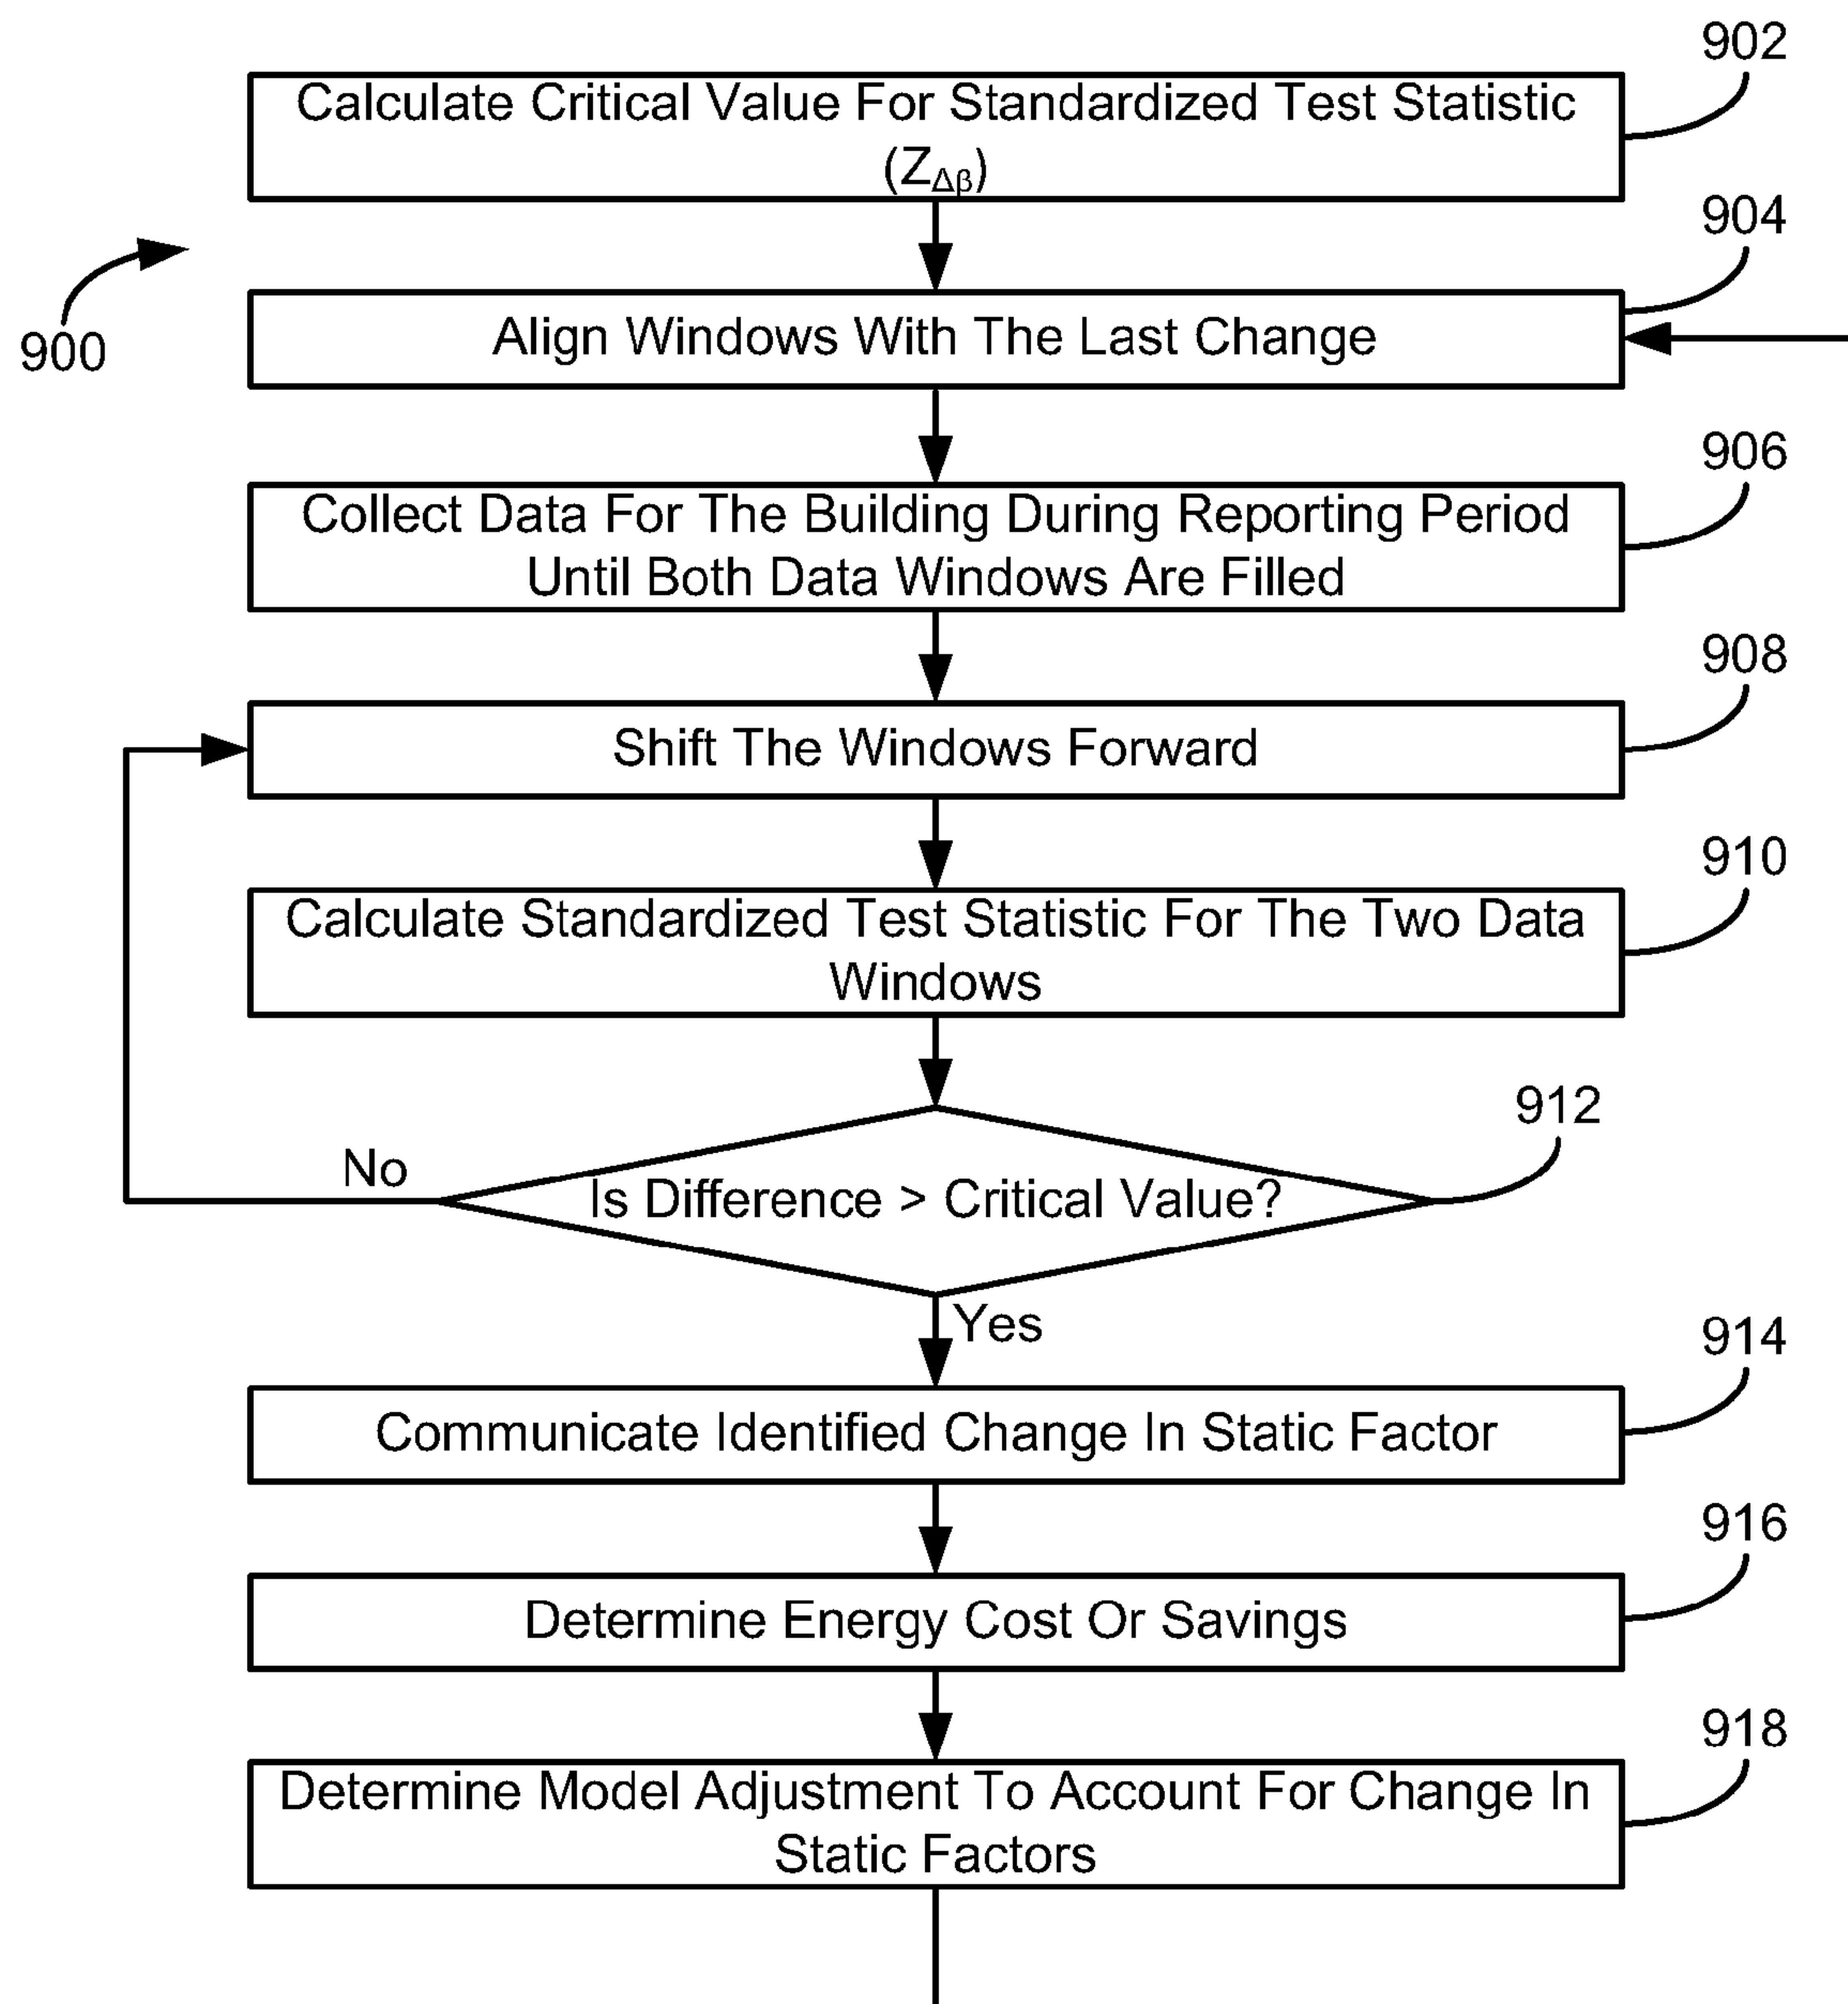 902
Calculate Critical Value For Standardized Test Statistic
(ZΔβ)
904
900
Align Windows With The Last Change
906
Collect Data For The Building During Reporting Period
Until Both Data Windows Are Filled
908
Shift The Windows Forward
910
Calculate Standardized Test Statistic For The Two Data
Windows
912
No
Is Difference > Critical Value?
Yes
914
Communicate Identified Change In Static Factor
916
Determine Energy Cost Or Savings
918
Determine Model Adjustment To Account For Change In
Static Factors